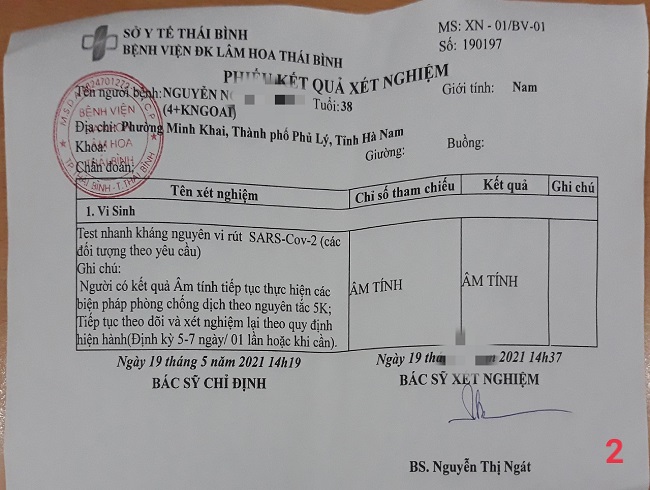 SỞ Y TẾ THÁI BÌNH
BỆNH VIỆN ĐK LÂM HOA THÁI BÌNH
MS: XN - 01/BV-01
Số: 190197
PHIẾU KẾT QUẢ XÉT NGHIỆM
Tên người bệnh: NGUYỄN
Tuổi: 38
Giới tính: Nam
(4+KNGOAI)
Địa chỉ: Phường Minh Khai, Thành phố Phủ Lý, Tỉnh Hà Nam
Khoa:
Giường:
Buồng:
Chẩn đoán:
BỆNH VIỆN
LÂM HOA
THÁI BÌNH
Tên xét nghiệm
Chỉ số tham chiếu
Kết quả
Ghi chú
1. Vi Sinh
Test nhanh kháng nguyên vi rút SARS-Cov-2 (các
đối tượng theo yêu cầu)
Ghi chú:
Người có kết quả Âm tính tiếp tục thực hiện các
biện pháp phòng chống dịch theo nguyên tắc 5K;
Tiếp tục theo dõi và xét nghiệm lại theo quy định
hiện hành(Định kỳ 5-7 ngày/ 01 lần hoặc khi cần).
ÂM TÍNH
ÂM TÍNH
Ngày 19 tháng 5 năm 2021 14h19
Ngày 19 2021 14h37
BÁC SỸ CHỈ ĐỊNH
BÁC SỸ XÉT NGHIỆM
BS. Nguyễn Thị Ngát
2